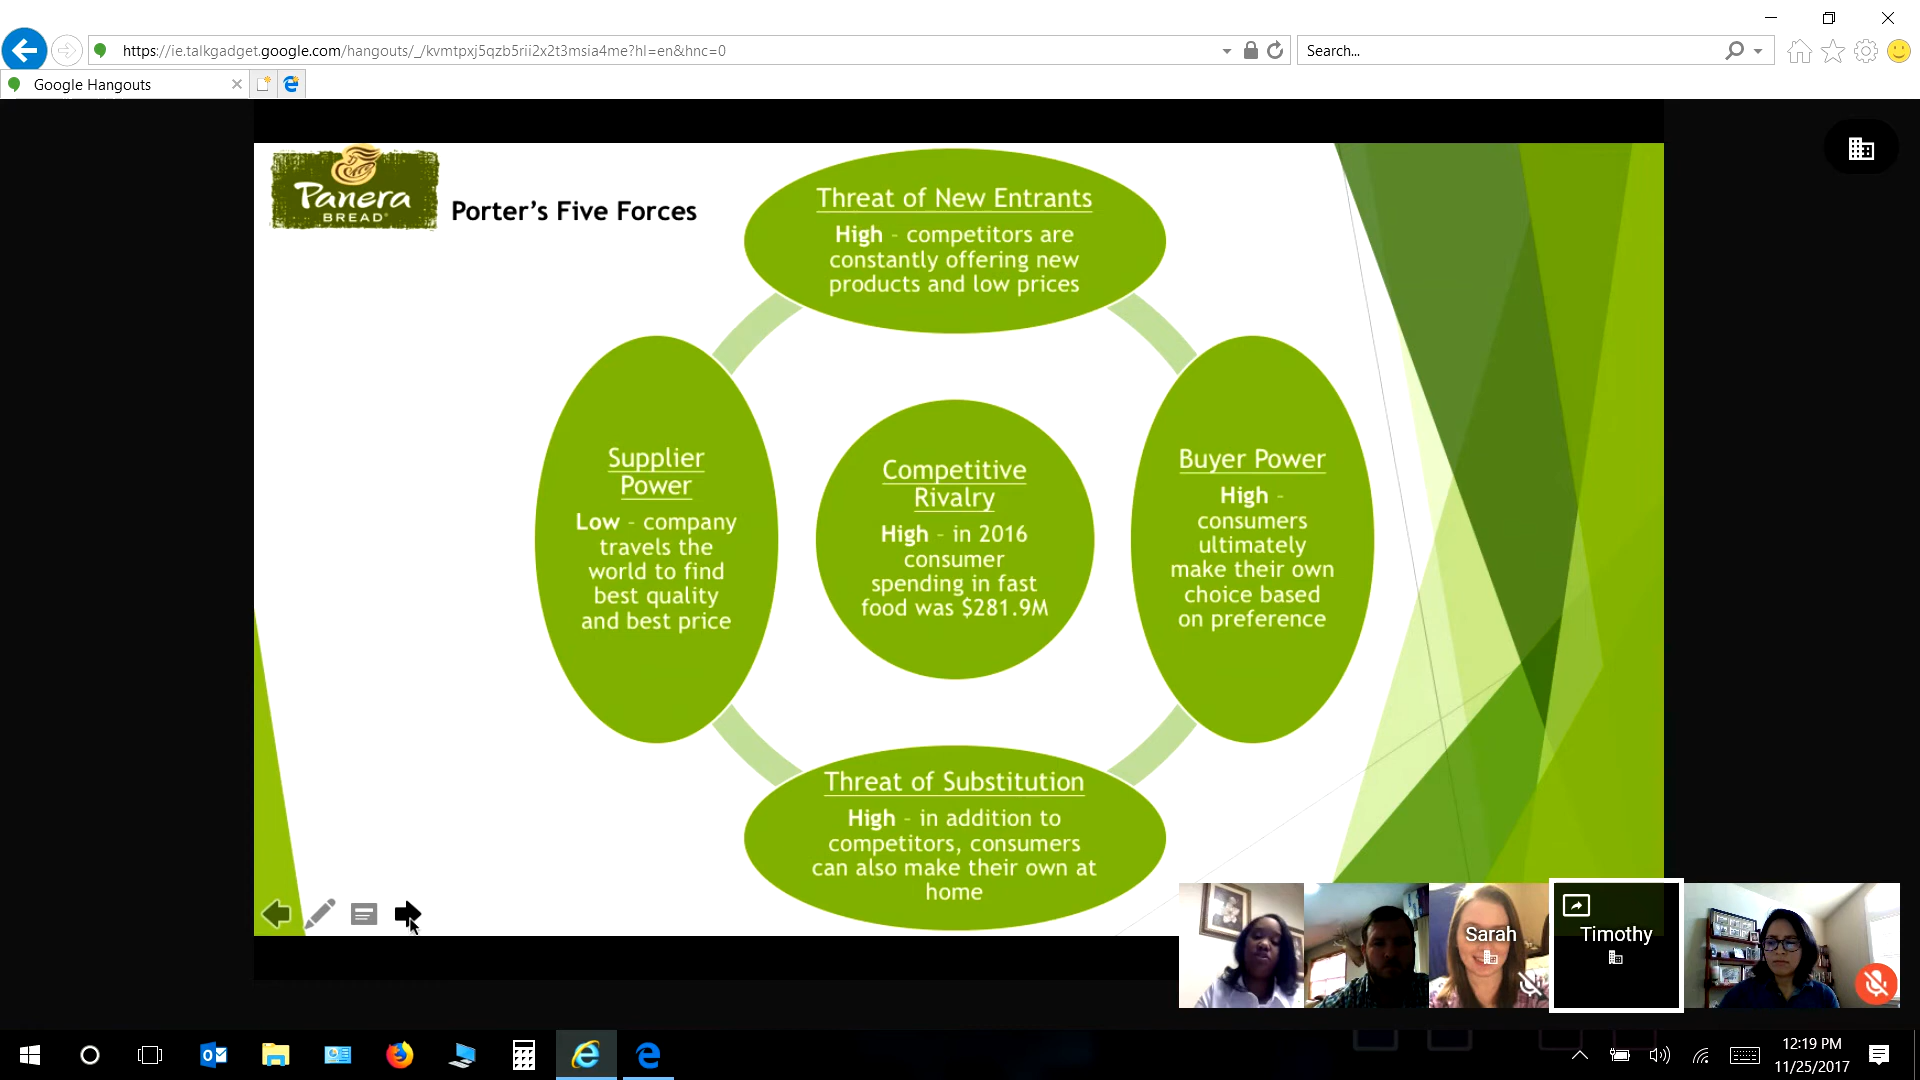 https://ie.talkgadget.google.com/hangouts/_/kvmtpxj5qzb5rii2x2t3msia4me?hl=en&hnc=0
Search...
Google Hangouts
Panera
BREAD®
Porter's Five Forces
Threat of New Entrants
High - competitors are
constantly offering new
products and low prices
Supplier
Power
Low - company
travels the
world to find
best quality
and best price
Competitive
Rivalry
High - in 2016
consumer
spending in fast
food was $281.9M
Buyer Power
High -
consumers
ultimately
make their own
choice based
on preference
Threat of Substitution
High - in addition to
competitors, consumers
can also make their own at
home
Sarah
Timothy
12:19 PM
11/25/2017